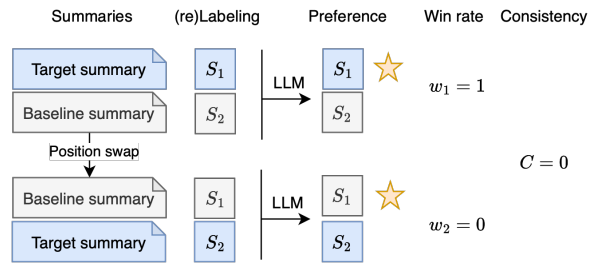 Summaries (re)Labeling Preference Win rate Consistency
Target summary S₁ LLM S₁ w₁ = 1
Baseline summary S₂ S₂
Position swap C = 0
Baseline summary S₁ LLM S₁
Target summary S₂ S₂ w₂ = 0